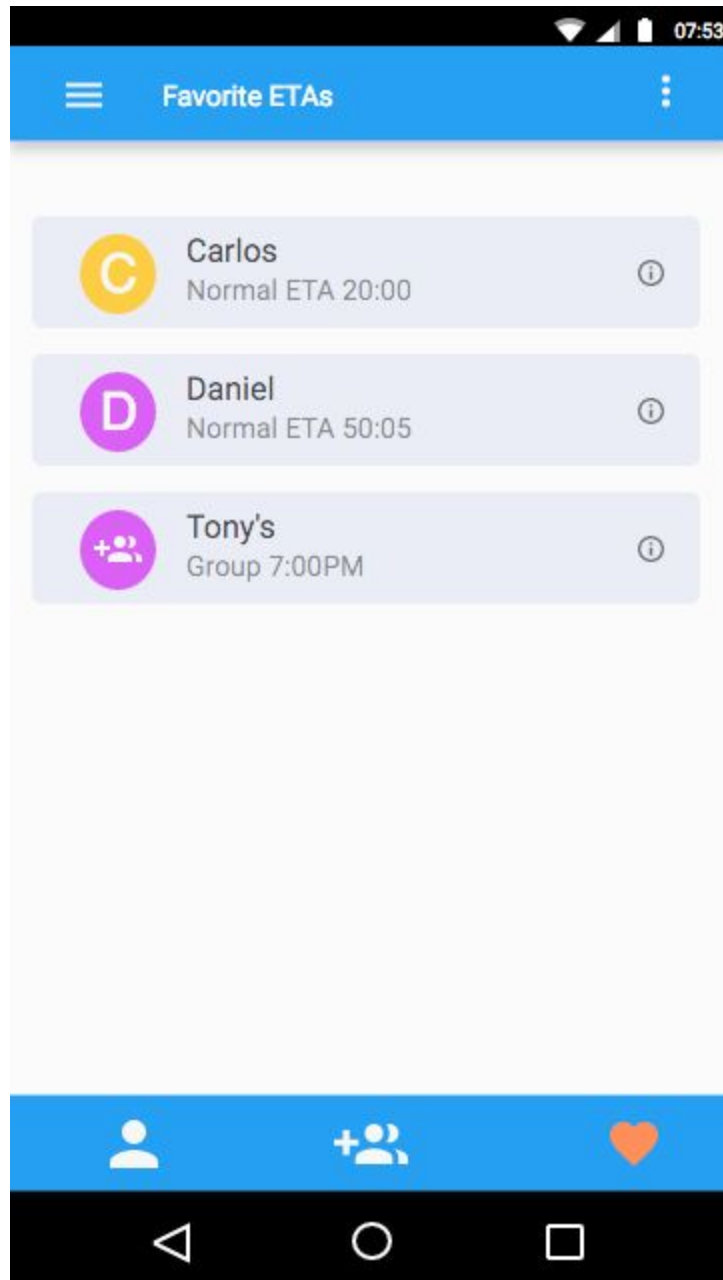 07:53
Favorite ETAs
C
Carlos
Normal ETA 20:00
D
Daniel
Normal ETA 50:05
Tony's
Group 7:00PM